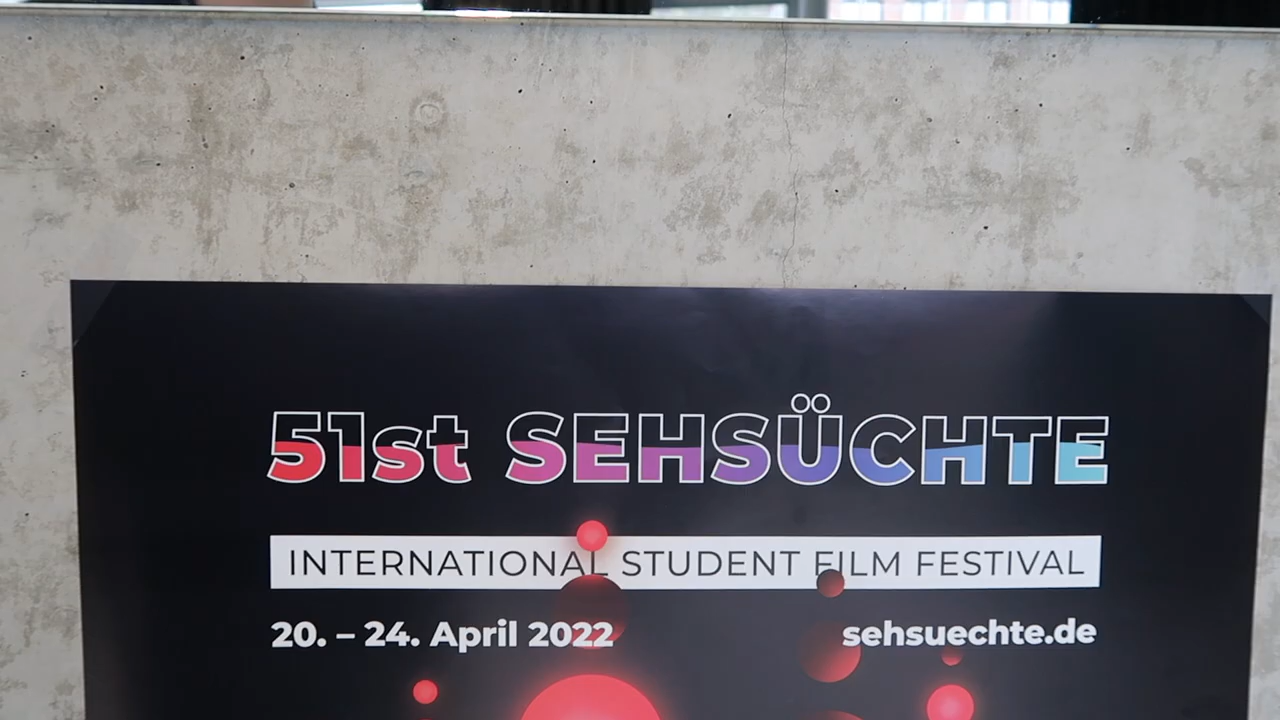 51st SEHSÜCHTE
INTERNATIONAL STUDENT FILM FESTIVAL
20. – 24. April 2022
sehsuechte.de